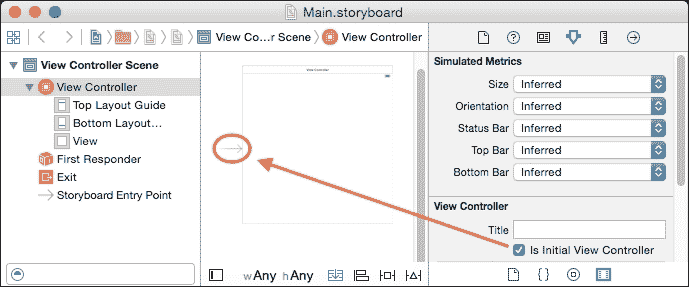 Main.storyboard
View Co...r Scene
View Controller
View Controller Scene
View Controller
Top Layout Guide
Bottom Layout...
View
First Responder
Exit
Storyboard Entry Point
View Controller
wAny hAny
Simulated Metrics
Size Inferred
Orientation Inferred
Status Bar Inferred
Top Bar Inferred
Bottom Bar Inferred
View Controller
Title
Is Initial View Controller